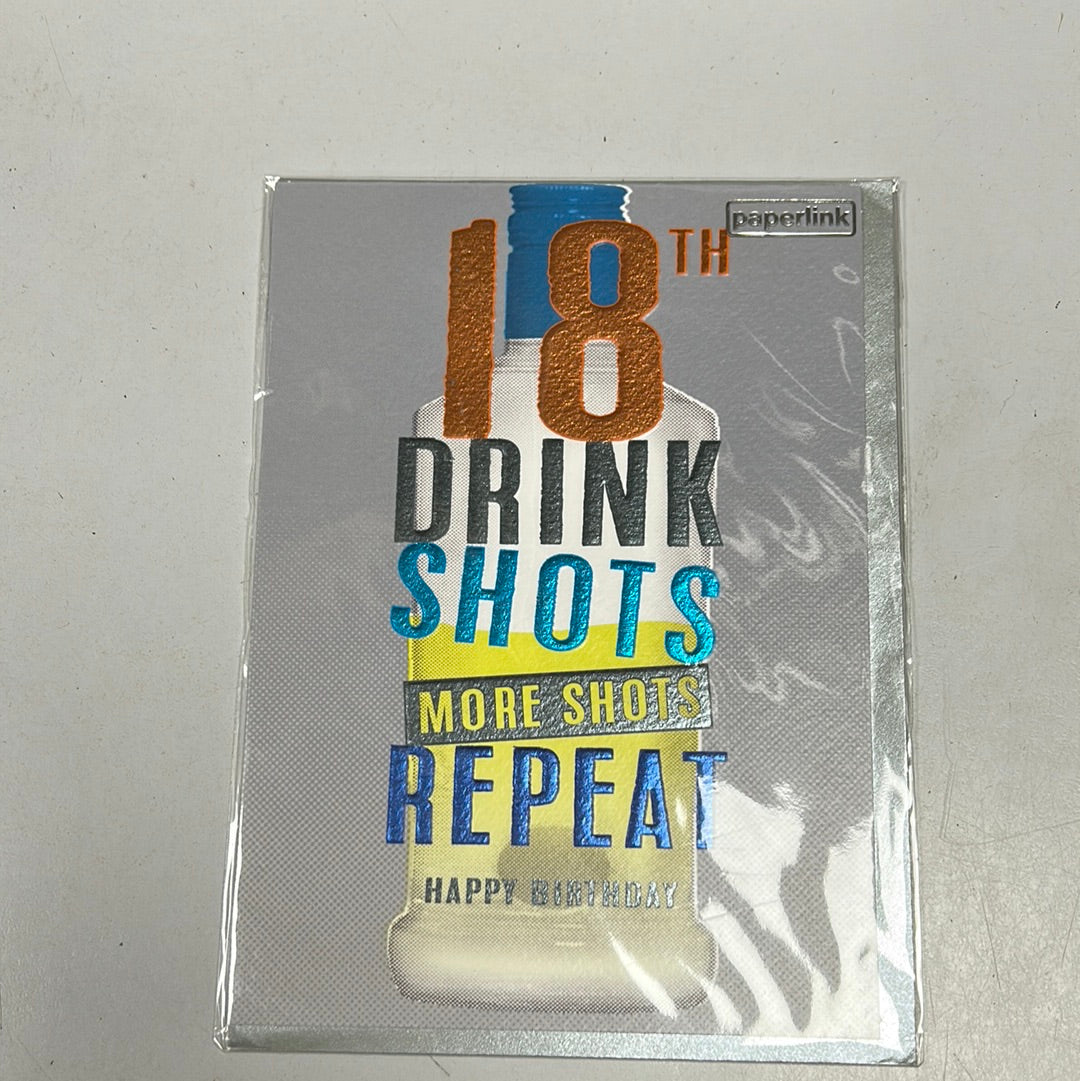 paperlink
18TH
DRINK
SHOTS
MORE SHOTS
REPEAT
HAPPY BIRTHDAY